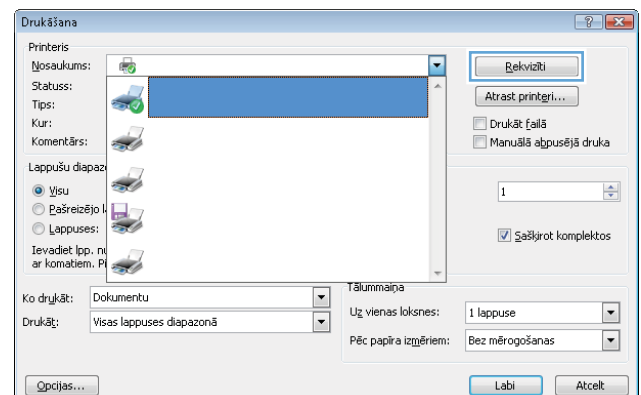 Drukāšana
Printeris
Nosaukums:
Rekvizīti
Statuss:
Tips:
Atrast printeri...
Kur:
Drukāt failā
Komentārs:
Manuālā abpusējā druka
Lappušu
Visu
1
Pašreizējo
Lappuses:
Sašķirot komplektos
Ievadiet lpp.
ar komatiem.
Tālummaiņa
Ko drukāt: Dokumentu
Uz vienas loksnes: 1 lappuse
Drukāt: Visas lappuses diapazonā
Pēc papīra izmēriem: Bez mērogošanas
Opcijas...
Labi
Atcelt